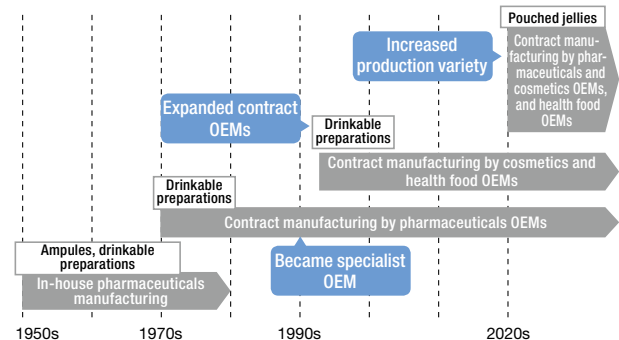 Pouched jellies
Contract manu-
facturing by phar-
maceuticals and
cosmetics OEMs,
and health food
OEMs
Increased
production variety
Expanded contract
OEMs
Drinkable
preparations
Contract manufacturing by cosmetics and
health food OEMs
Drinkable
preparations
Contract manufacturing by pharmaceuticals OEMs
Became specialist
OEM
Ampules, drinkable
preparations
In-house pharmaceuticals
manufacturing
1950s
1970s
1990s
2020s